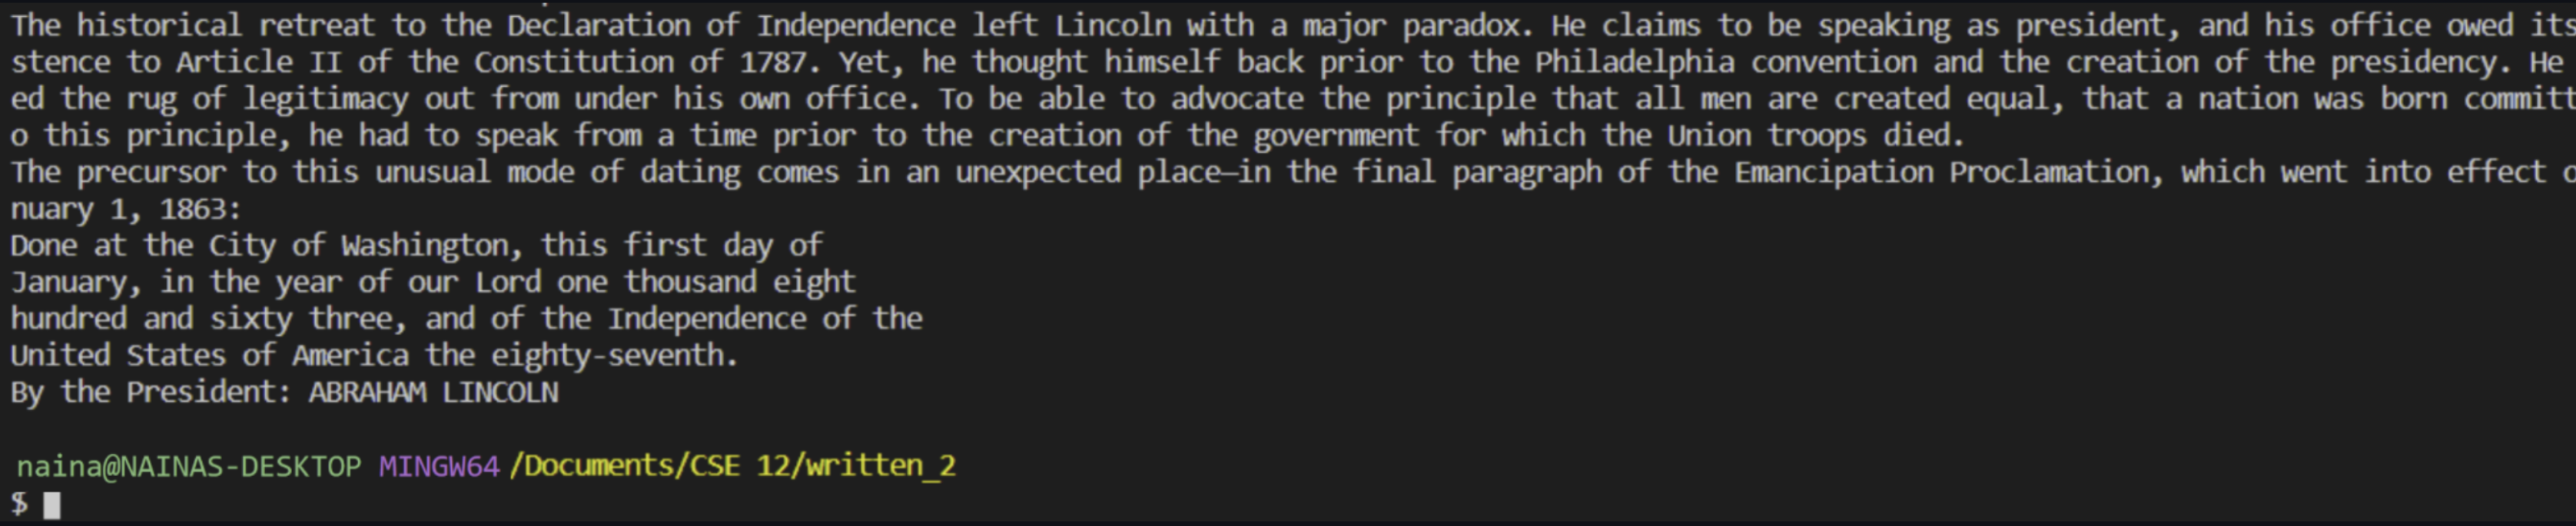 The historical retreat to the Declaration of Independence left Lincoln with a major paradox. He claims to be speaking as president, and his office owed its
stence to Article II of the Constitution of 1787. Yet, he thought himself back prior to the Philadelphia convention and the creation of the presidency. He
ed the rug of legitimacy out from under his own office. To be able to advocate the principle that all men are created equal, that a nation was born committ
o this principle, he had to speak from a time prior to the creation of the government for which the Union troops died.
The precursor to this unusual mode of dating comes in an unexpected place—in the final paragraph of the Emancipation Proclamation, which went into effect o
nuary 1, 1863:
Done at the City of Washington, this first day of
January, in the year of our Lord one thousand eight
hundred and sixty three, and of the Independence of the
United States of America the eighty-seventh.
By the President: ABRAHAM LINCOLN
naina@NAINAS-DESKTOP MINGW64 /Documents/CSE 12/written_2
$